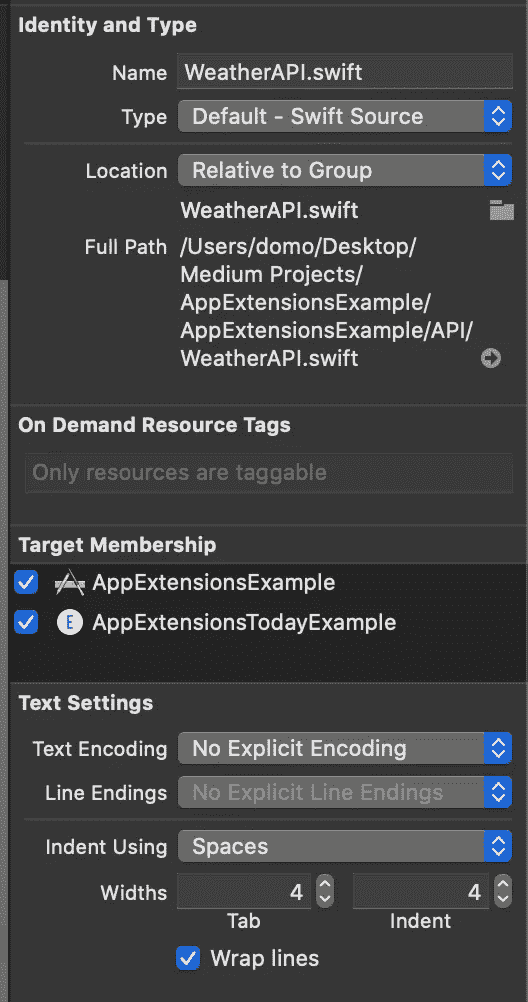 Identity and Type
Name WeatherAPI.swift
Type Default - Swift Source
Location Relative to Group
WeatherAPI.swift
Full Path /Users/domo/Desktop/
Medium Projects/
AppExtensionsExample/
AppExtensionsExample/API/
WeatherAPI.swift
On Demand Resource Tags
Only resources are taggable
Target Membership
AppExtensionsExample
E AppExtensionsTodayExample
Text Settings
Text Encoding No Explicit Encoding
Line Endings No Explicit Line Endings
Indent Using Spaces
Widths 4 4
Tab Indent
Wrap lines